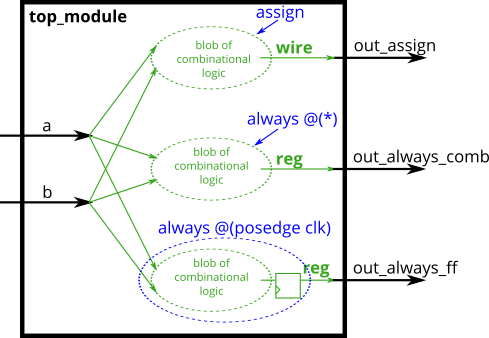 top_module
assign
blob of
combinational
logic
wire
out_assign
a
always @(*)
blob of
combinational
logic
reg
out_always_comb
b
always @(posedge clk)
blob of
combinational
logic
reg
out_always_ff